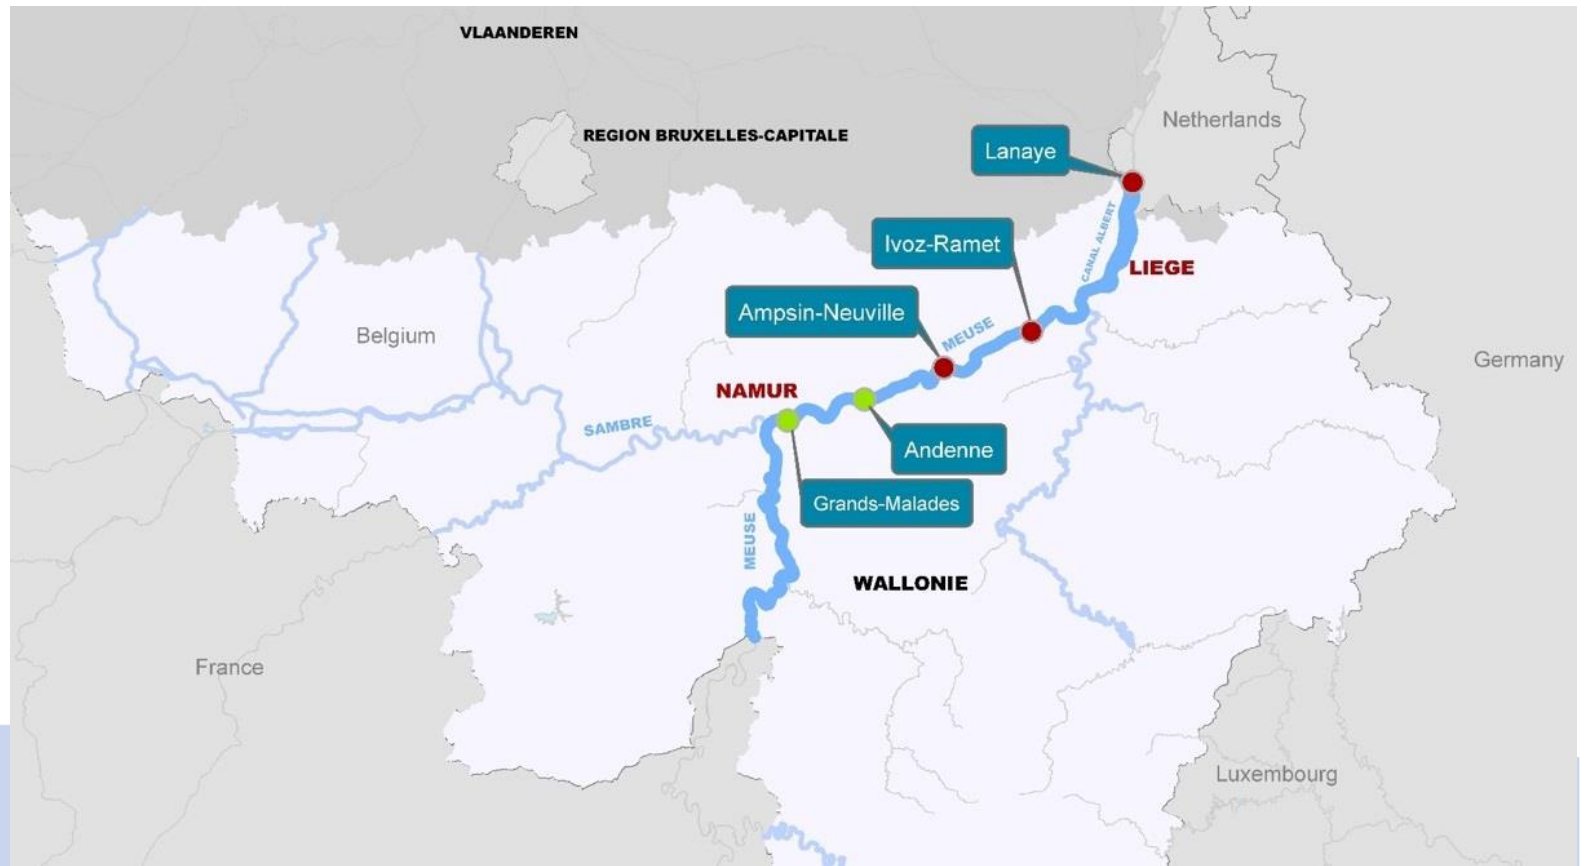 VLAANDEREN
REGION BRUXELLES-CAPITALE
Netherlands
Lanaye
CANAL ALBERT
Ivoz-Ramet
LIEGE
Ampsin-Neuville
MEUSE
Belgium
Germany
NAMUR
SAMBRE
Andenne
Grands-Malades
MEUSE
WALLONIE
France
Luxembourg